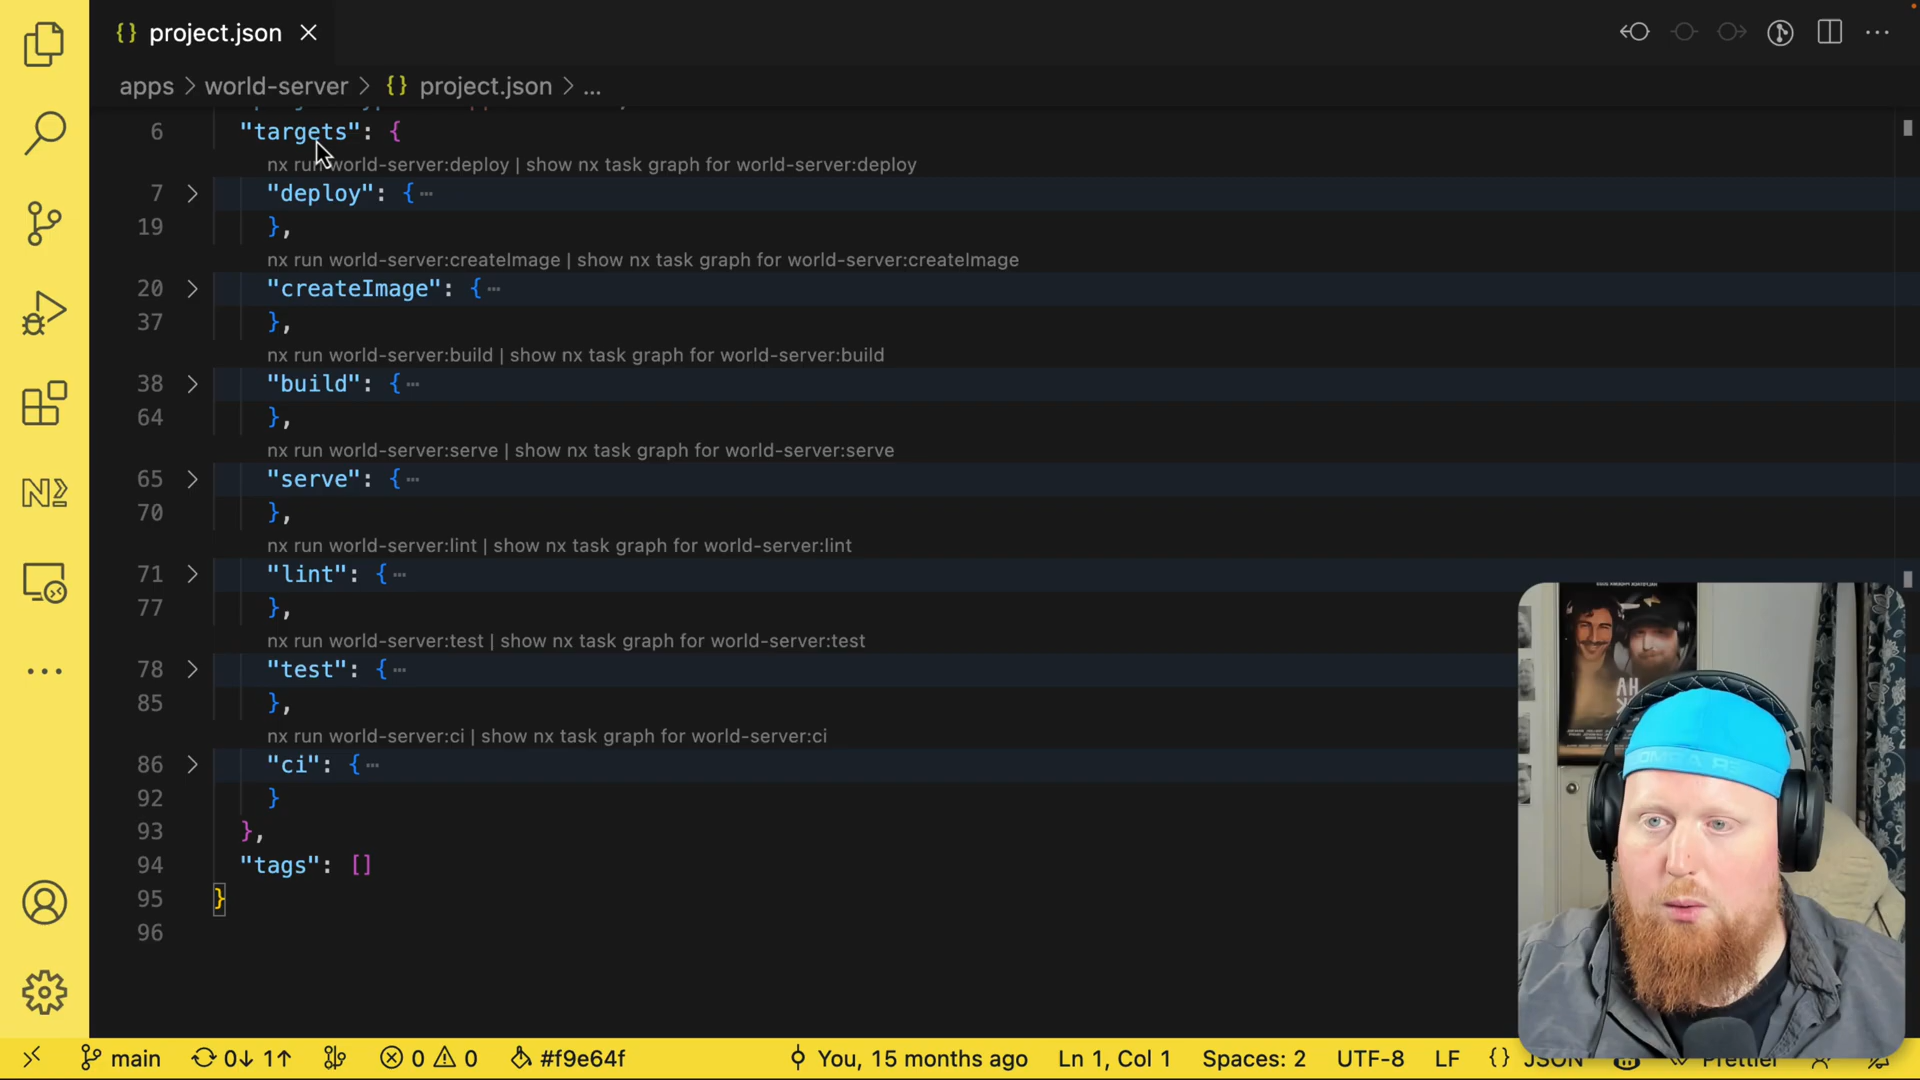 {} project.json
apps > world-server > {} project.json > ...
6 "targets": {
nx run world-server:deploy | show nx task graph for world-server:deploy
7 "deploy": { ...
19 },
nx run world-server:createImage | show nx task graph for world-server:createImage
20 "createImage": { ...
37 },
nx run world-server:build | show nx task graph for world-server:build
38 "build": { ...
64 },
nx run world-server:serve | show nx task graph for world-server:serve
65 "serve": { ...
70 },
nx run world-server:lint | show nx task graph for world-server:lint
71 "lint": { ...
77 },
nx run world-server:test | show nx task graph for world-server:test
78 "test": { ...
85 },
nx run world-server:ci | show nx task graph for world-server:ci
86 "ci": { ...
92 }
93 },
94 "tags": []
95 }
96
main 0↓ 1↑ 0 0 #f9e64f You, 15 months ago Ln 1, Col 1 Spaces: 2 UTF-8 LF {} JSON Prettier